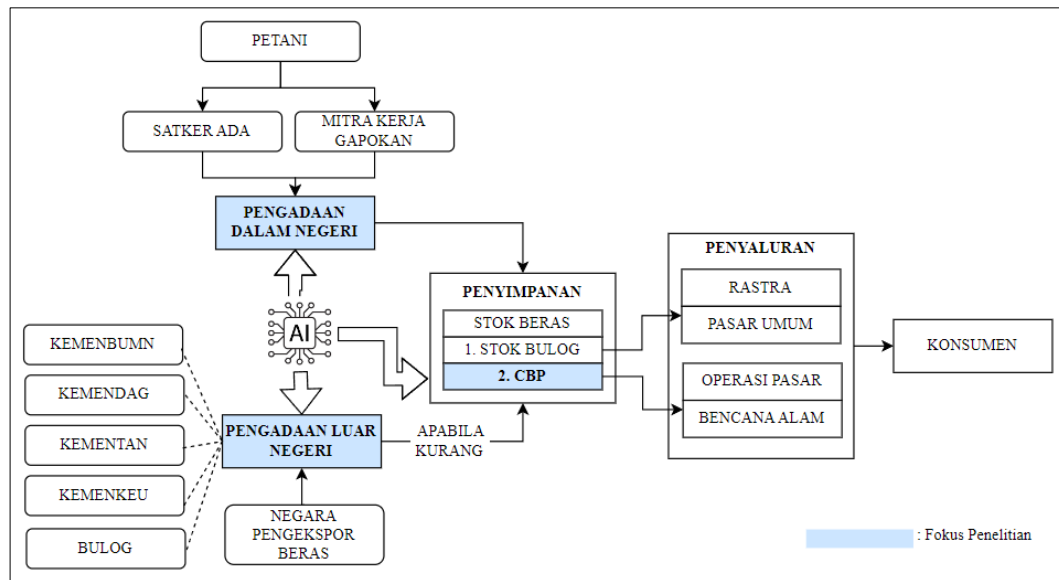 PETANI
SATKER ADA
MITRA KERJA
GAPOKAN
PENGADAAN
DALAM NEGERI
AI
KEMENBUMN
KEMENDAG
KEMENTAN
KEMENKEU
BULOG
PENGADAAN LUAR
NEGERI
NEGARA
PENGEKSPOR
BERAS
APABILA
KURANG
PENYIMPANAN
STOK BERAS
1. STOK BULOG
2. CBP
PENYALURAN
RASTRA
PASAR UMUM
OPERASI PASAR
BENCANA ALAM
KONSUMEN
: Fokus Penelitian